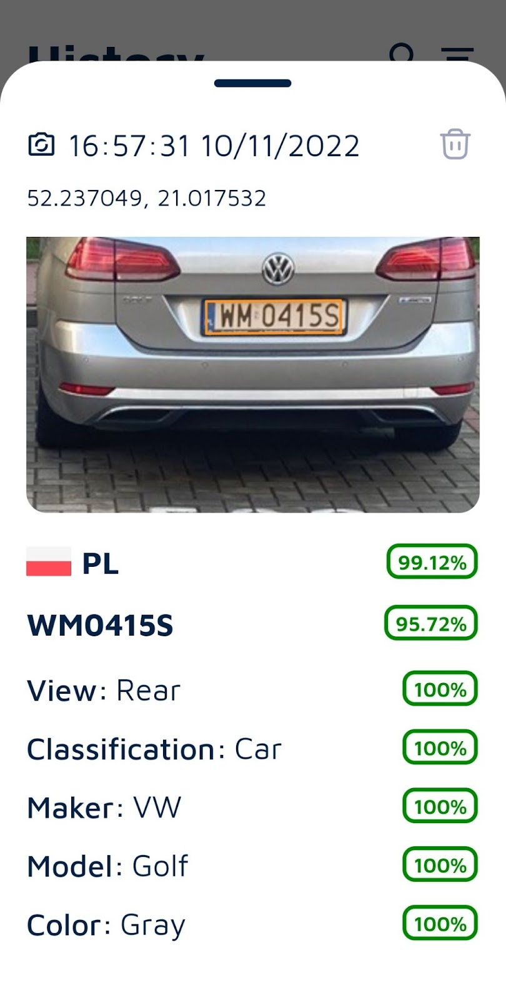 History
16:57:31 10/11/2022
52.237049, 21.017532
WM 0415S
PL
99.12%
WM0415S
95.72%
View: Rear
100%
Classification: Car
100%
Maker: VW
100%
Model: Golf
100%
Color: Gray
100%